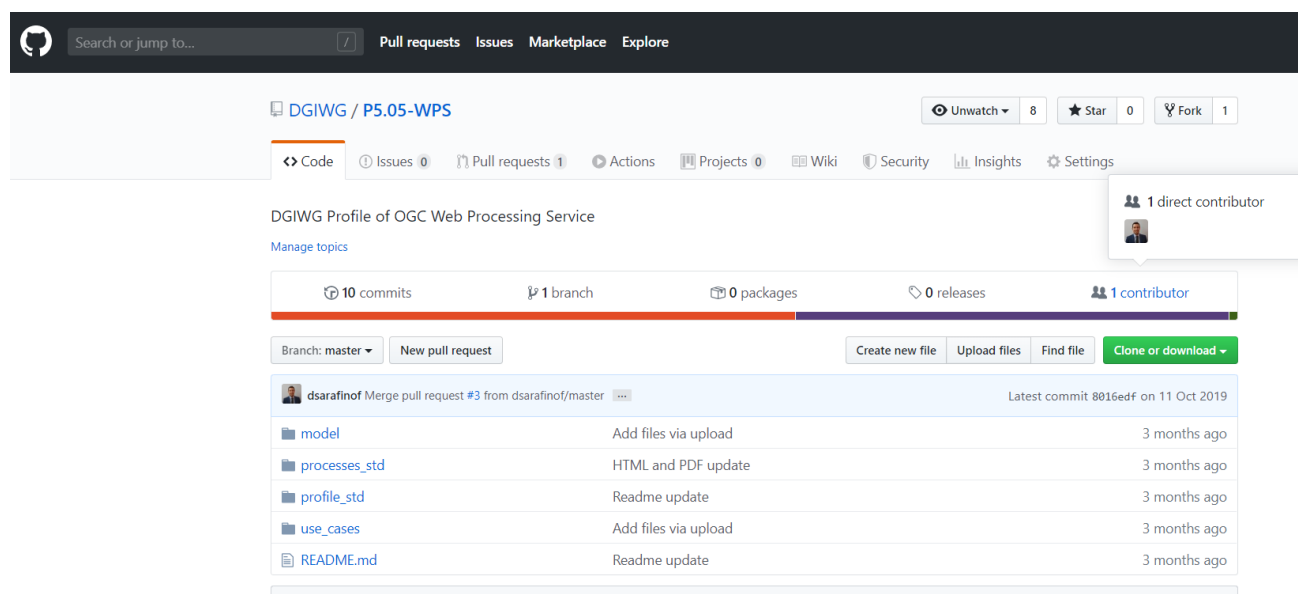 Search or jump to... / Pull requests Issues Marketplace Explore
DGIWG / P5.05-WPS Unwatch 8 Star 0 Fork 1
Code Issues 0 Pull requests 1 Actions Projects 0 Wiki Security Insights Settings
1 direct contributor
DGIWG Profile of OGC Web Processing Service
Manage topics
10 commits 1 branch 0 packages 0 releases 1 contributor
Branch: master New pull request Create new file Upload files Find file Clone or download
dsarafinof Merge pull request #3 from dsarafinof/master ... Latest commit 8016edf on 11 Oct 2019
model Add files via upload 3 months ago
processes_std HTML and PDF update 3 months ago
profile_std Readme update 3 months ago
use_cases Add files via upload 3 months ago
README.md Readme update 3 months ago